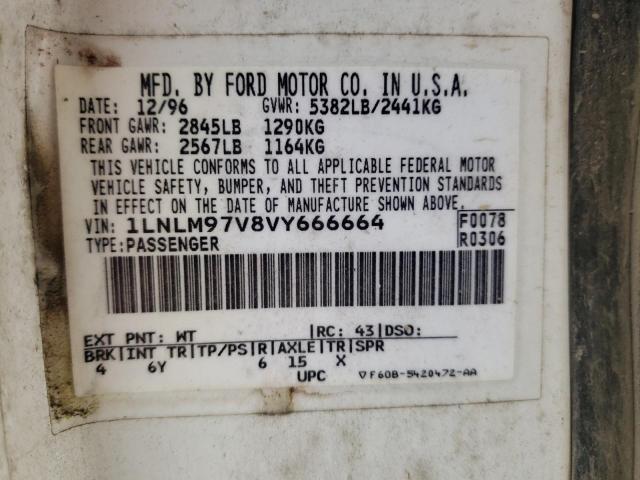 MFD. BY FORD MOTOR CO. IN U.S.A.
DATE: 12/96 GVWR: 5382LB/2441KG
FRONT GAWR: 2845LB 1290KG
REAR GAWR: 2567LB 1164KG
THIS VEHICLE CONFORMS TO ALL APPLICABLE FEDERAL MOTOR
VEHICLE SAFETY, BUMPER, AND THEFT PREVENTION STANDARDS
IN EFFECT ON THE DATE OF MANUFACTURE SHOWN ABOVE.
VIN: 1LNLM97V8VY666664 F0078
TYPE: PASSENGER R0306
EXT PNT: WT RC: 43 DSO:
BRK INT TR TP/PS R AXLE TR SPR
4 6Y 6 15 X
UPC ▽F60B-5420472-AA